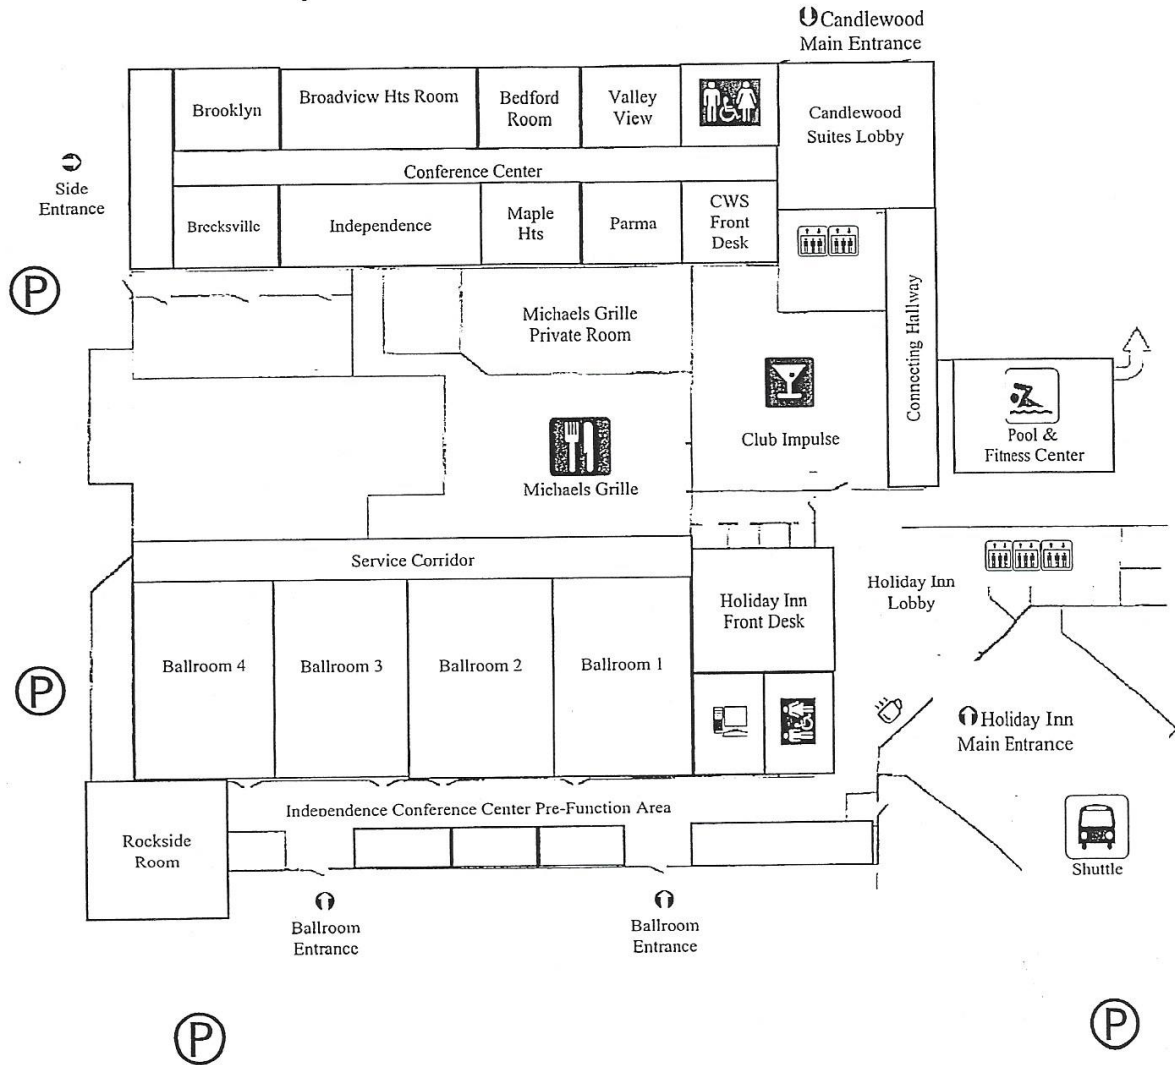 Candlewood
Main Entrance
Brooklyn
Broadview Hts Room
Bedford
Room
Valley
View
Candlewood
Suites Lobby
Side
Entrance
Conference Center
Brecksville
Independence
Maple
Hts
Parma
CWS
Front
Desk
P
Michaels Grille
Private Room
Connecting Hallway
Club Impulse
Pool &
Fitness Center
Michaels Grille
Service Corridor
Holiday Inn
Lobby
Holiday Inn
Front Desk
P
Ballroom 4
Ballroom 3
Ballroom 2
Ballroom 1
Holiday Inn
Main Entrance
Independence Conference Center Pre-Function Area
Rockside
Room
Shuttle
Ballroom
Entrance
Ballroom
Entrance
P
P